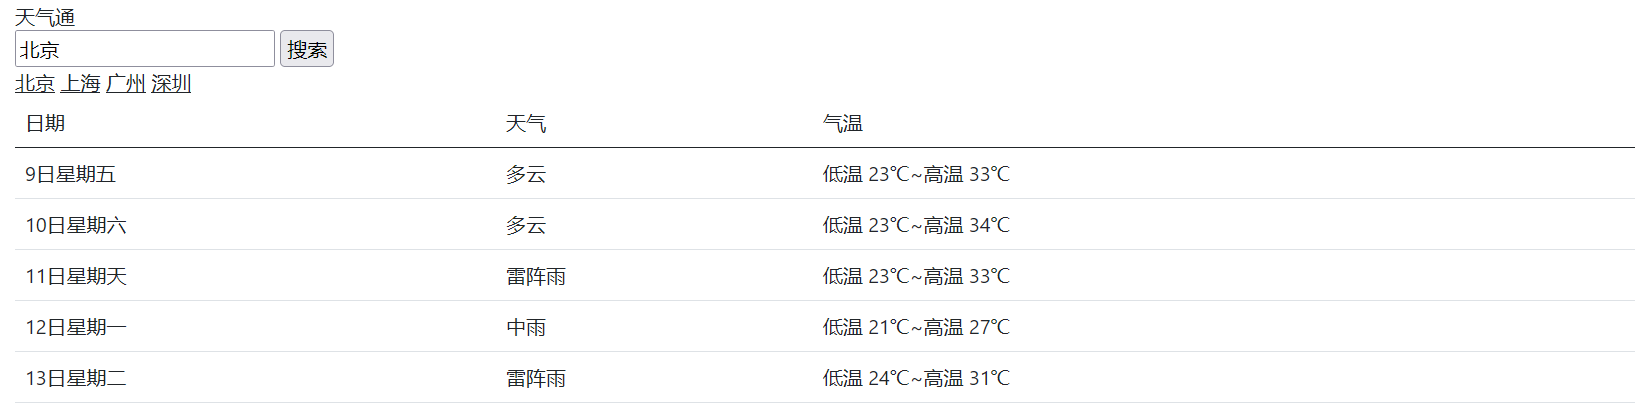 天气通
北京 搜索
北京 上海 广州 深圳
日期 天气 气温
9日星期五 多云 低温 23℃~高温 33℃
10日星期六 多云 低温 23℃~高温 34℃
11日星期天 雷阵雨 低温 23℃~高温 33℃
12日星期一 中雨 低温 21℃~高温 27℃
13日星期二 雷阵雨 低温 24℃~高温 31℃